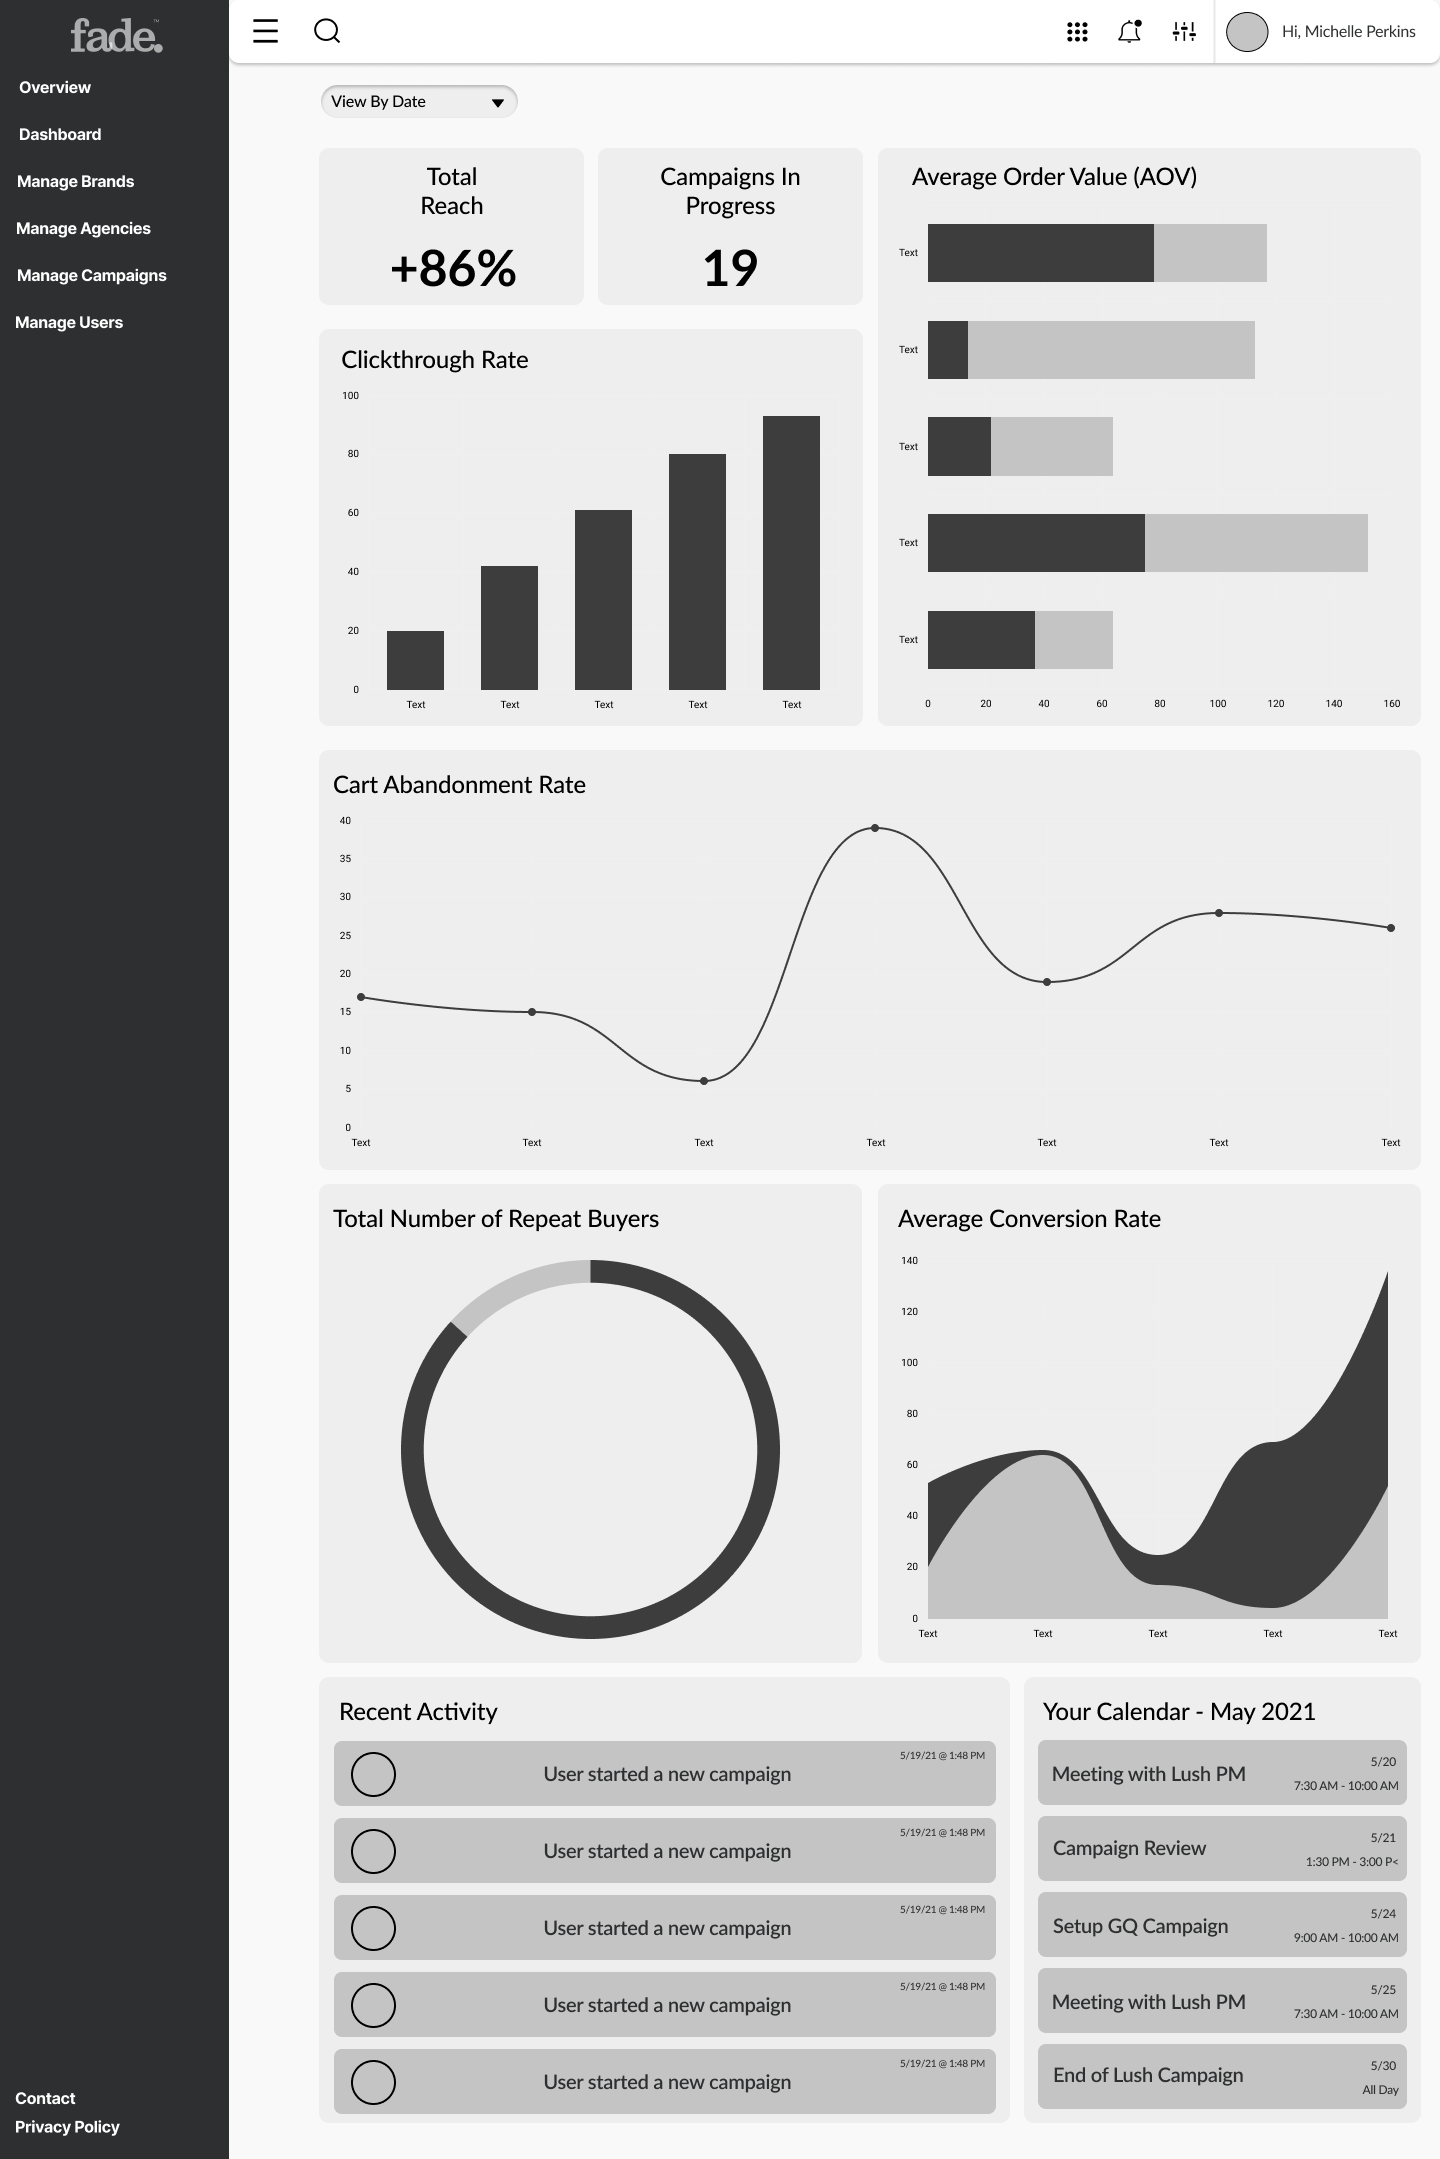 fade.™
Overview
Dashboard
Manage Brands
Manage Agencies
Manage Campaigns
Manage Users
Contact
Privacy Policy
Hi, Michelle Perkins
View By Date
Total
Reach
+86%
Campaigns In
Progress
19
Average Order Value (AOV)
Text
Text
Text
Text
Text
0 20 40 60 80 100 120 140 160
Clickthrough Rate
100
80
60
40
20
0
Text Text Text Text Text
Cart Abandonment Rate
40
35
30
25
20
15
10
5
0
Text Text Text Text Text Text Text
Total Number of Repeat Buyers
Average Conversion Rate
140
120
100
80
60
40
20
0
Text Text Text Text Text
Recent Activity
5/19/21 @ 1:48 PM
User started a new campaign
5/19/21 @ 1:48 PM
User started a new campaign
5/19/21 @ 1:48 PM
User started a new campaign
5/19/21 @ 1:48 PM
User started a new campaign
5/19/21 @ 1:48 PM
User started a new campaign
Your Calendar - May 2021
5/20
Meeting with Lush PM
7:30 AM - 10:00 AM
5/21
Campaign Review
1:30 PM - 3:00 P<
5/24
Setup GQ Campaign
9:00 AM - 10:00 AM
5/25
Meeting with Lush PM
7:30 AM - 10:00 AM
5/30
End of Lush Campaign
All Day